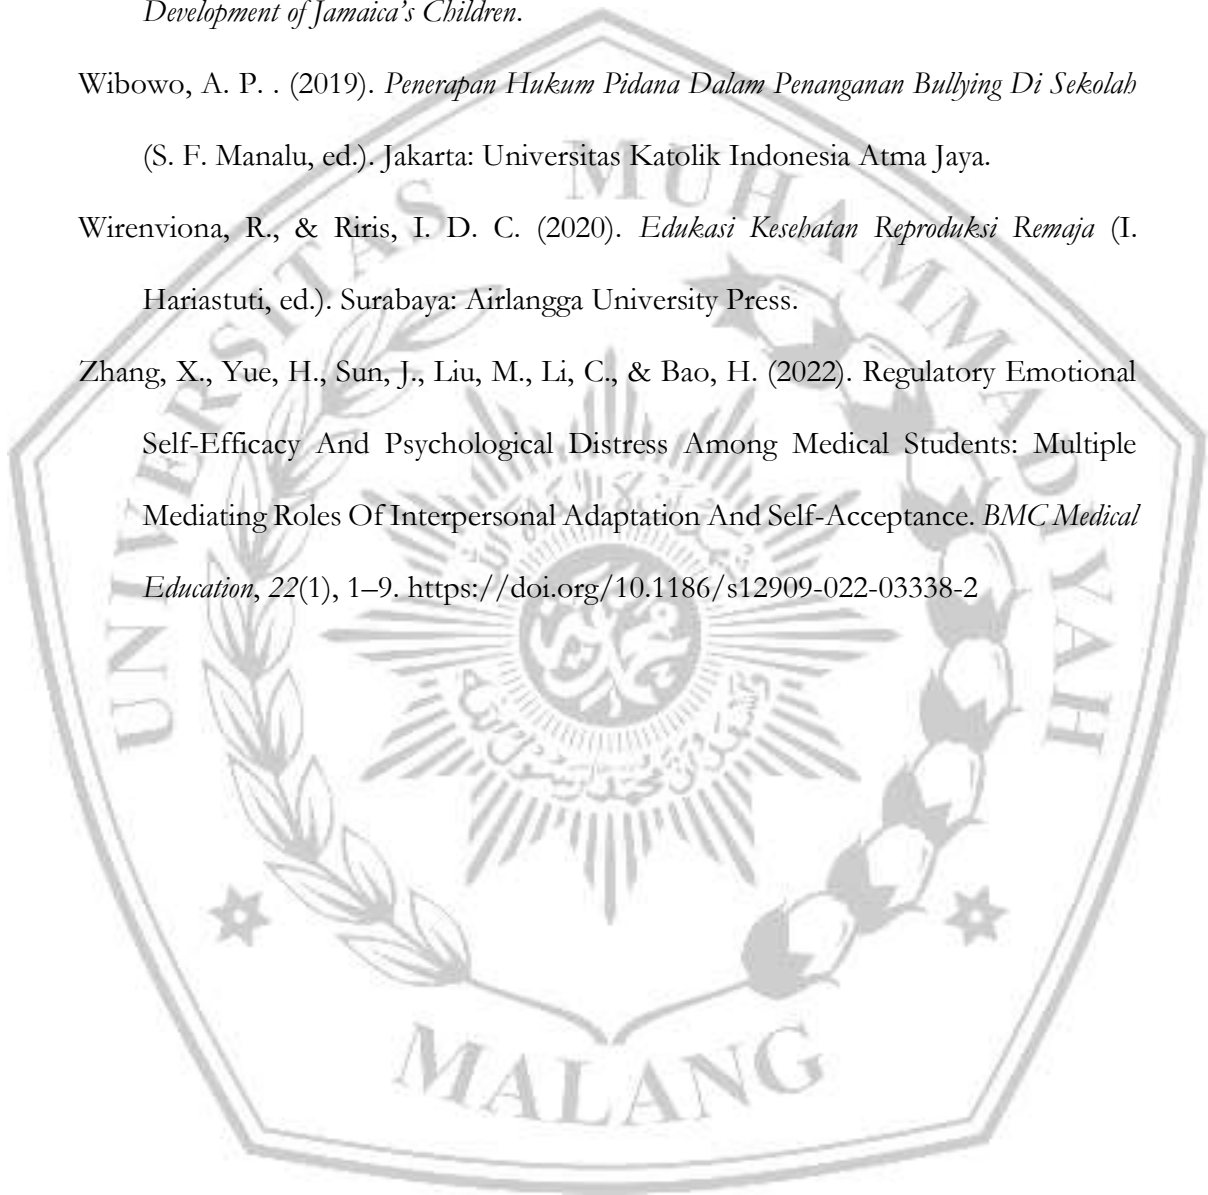 Development of Jamaica's Children.
Wibowo, A. P. . (2019). Penerapan Hukum Pidana Dalam Penanganan Bullying Di Sekolah
(S. F. Manalu, ed.). Jakarta: Universitas Katolik Indonesia Atma Jaya.
Wirenviona, R., & Riris, I. D. C. (2020). Edukasi Kesehatan Reproduksi Remaja (I.
Hariastuti, ed.). Surabaya: Airlangga University Press.
Zhang, X., Yue, H., Sun, J., Liu, M., Li, C., & Bao, H. (2022). Regulatory Emotional
Self-Efficacy And Psychological Distress Among Medical Students: Multiple
Mediating Roles Of Interpersonal Adaptation And Self-Acceptance. BMC Medical
Education, 22(1), 1–9. https://doi.org/10.1186/s12909-022-03338-2
UNIVERSITAS MUHAMMADIYAH
MALANG